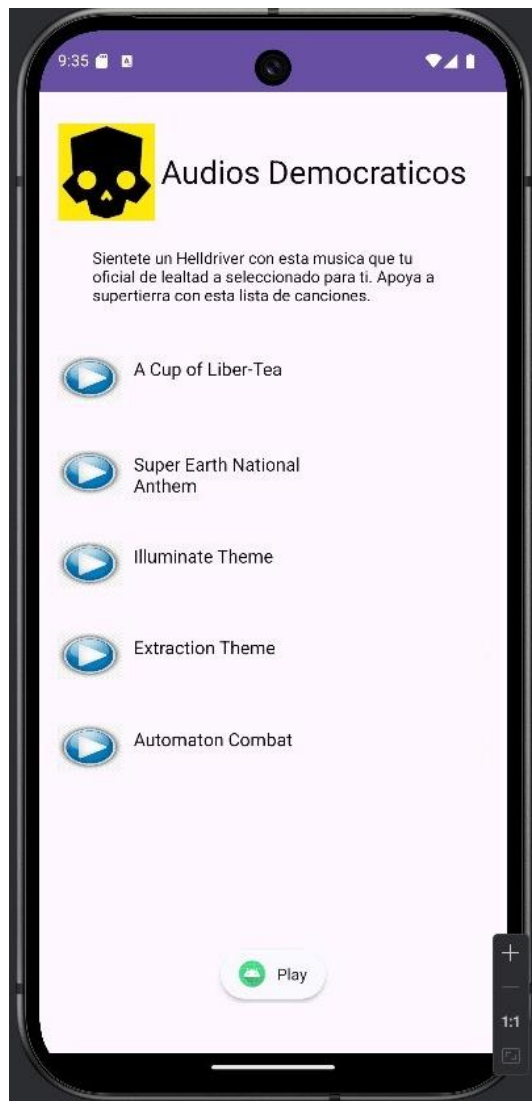 9:35
Audios Democraticos
Sientete un Helldriver con esta musica que tu
oficial de lealtad a seleccionado para ti. Apoya a
supertierra con esta lista de canciones.
A Cup of Liber-Tea
Super Earth National
Anthem
Illuminate Theme
Extraction Theme
Automaton Combat
Play
1:1